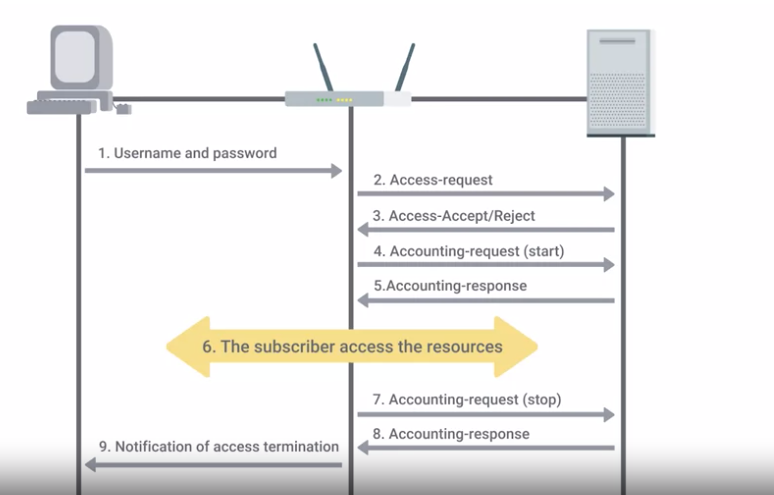 1. Username and password
2. Access-request
3. Access-Accept/Reject
4. Accounting-request (start)
5.Accounting-response
6. The subscriber access the resources
7. Accounting-request (stop)
8. Accounting-response
9. Notification of access termination